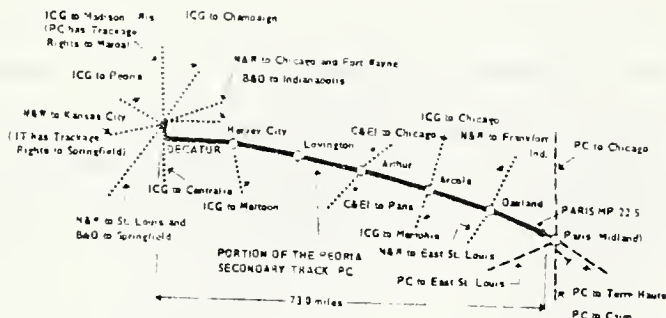 ICG to Madison
ICG to Champaign
(PC has Trackage
Rights to Maroa)
ICG to Peoria
N&W to Chicago and Fort Wayne
B&O to Indianapolis
N&W to Kansas City
(IT has Trackage
Rights to Springfield)
DECATUR
Hervey City
Lovington
C&EI to Chicago
Arthur
ICG to Chicago
Arcola
N&W to Frankfort
Ind.
Oakland
PC to Chicago
PARIS MP 22.5
Paris (Midland)
ICG to Centralia
ICG to Mattoon
C&EI to Paris
ICG to Memphis
N&W to East St. Louis
N&W to St. Louis and
B&O to Springfield
PORTION OF THE PEORIA
SECONDARY TRACK, PC
PC to East St. Louis
PC to Terre Haute
PC to Cairo
73.0 miles